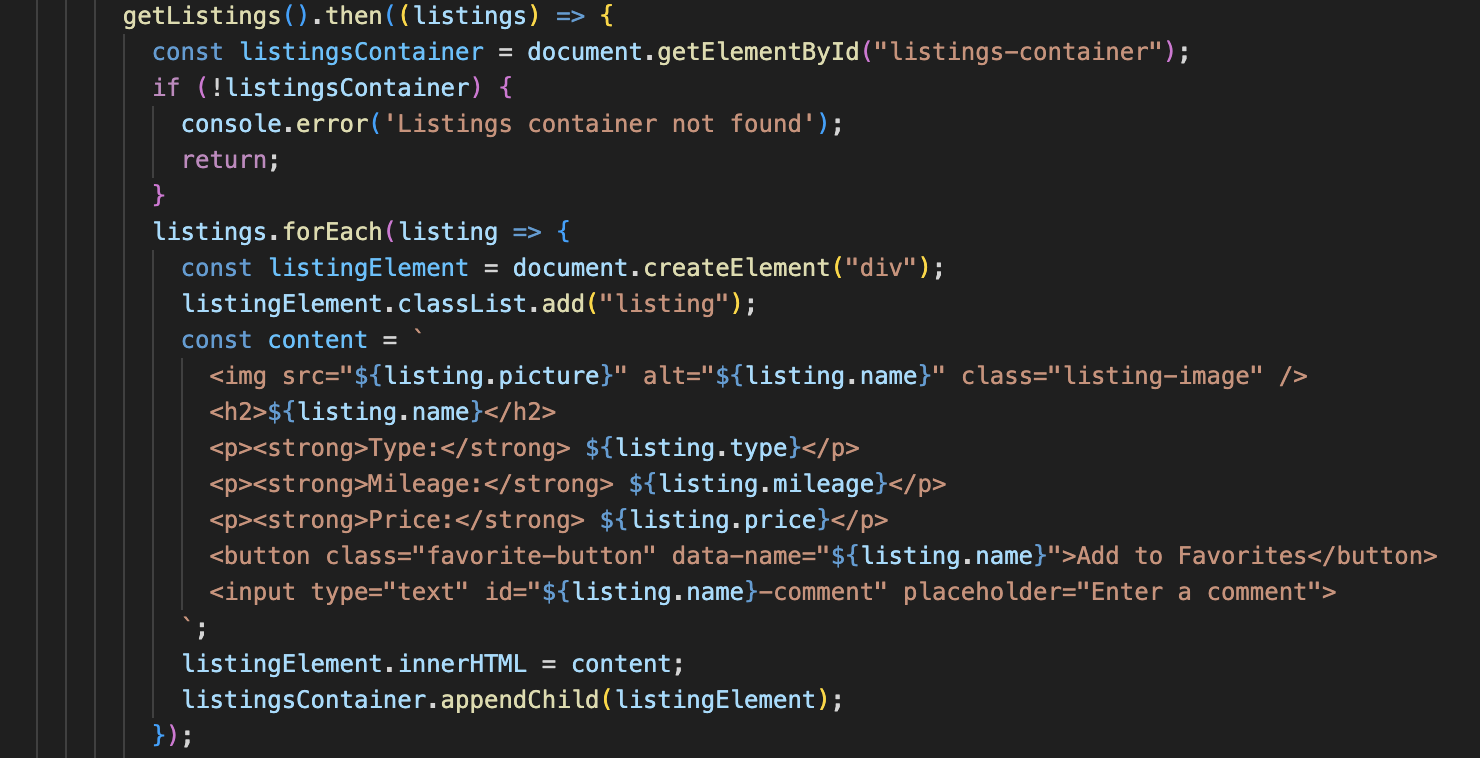 getListings().then((listings) => {
const listingsContainer = document.getElementById("listings-container");
if (!listingsContainer) {
console.error('Listings container not found');
return;
}
listings.forEach(listing => {
const listingElement = document.createElement("div");
listingElement.classList.add("listing");
const content = `
<img src="${listing.picture}" alt="${listing.name}" class="listing-image" />
<h2>${listing.name}</h2>
<p><strong>Type:</strong> ${listing.type}</p>
<p><strong>Mileage:</strong> ${listing.mileage}</p>
<p><strong>Price:</strong> ${listing.price}</p>
<button class="favorite-button" data-name="${listing.name}">Add to Favorites</button>
<input type="text" id="${listing.name}-comment" placeholder="Enter a comment">
`;
listingElement.innerHTML = content;
listingsContainer.appendChild(listingElement);
});